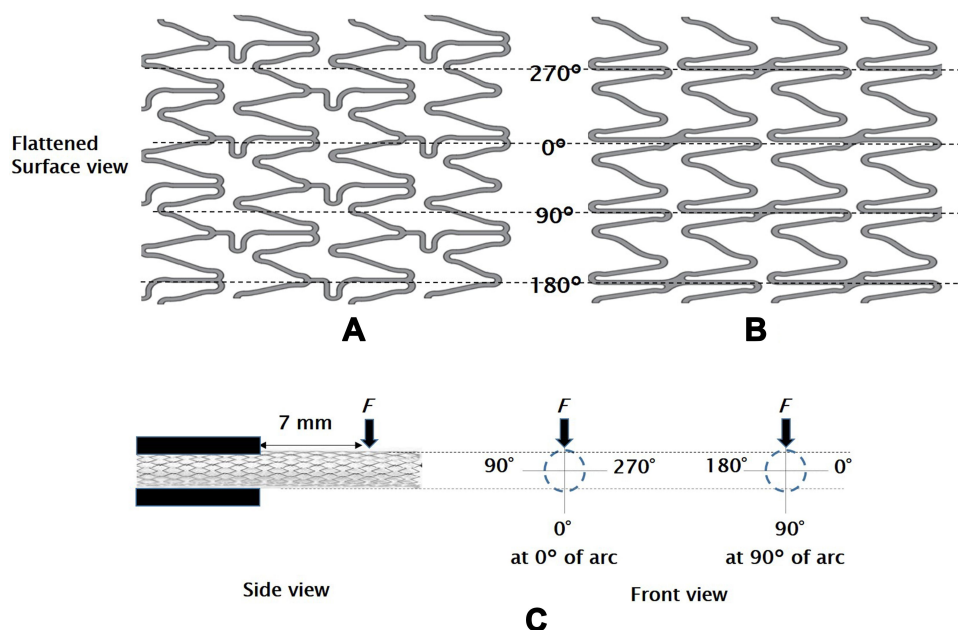 270°
Flattened
Surface view
0°
90°
180°
A
B
F
F
F
7 mm
90°
270°
180°
0°
0°
90°
at 0° of arc
at 90° of arc
Side view
Front view
C